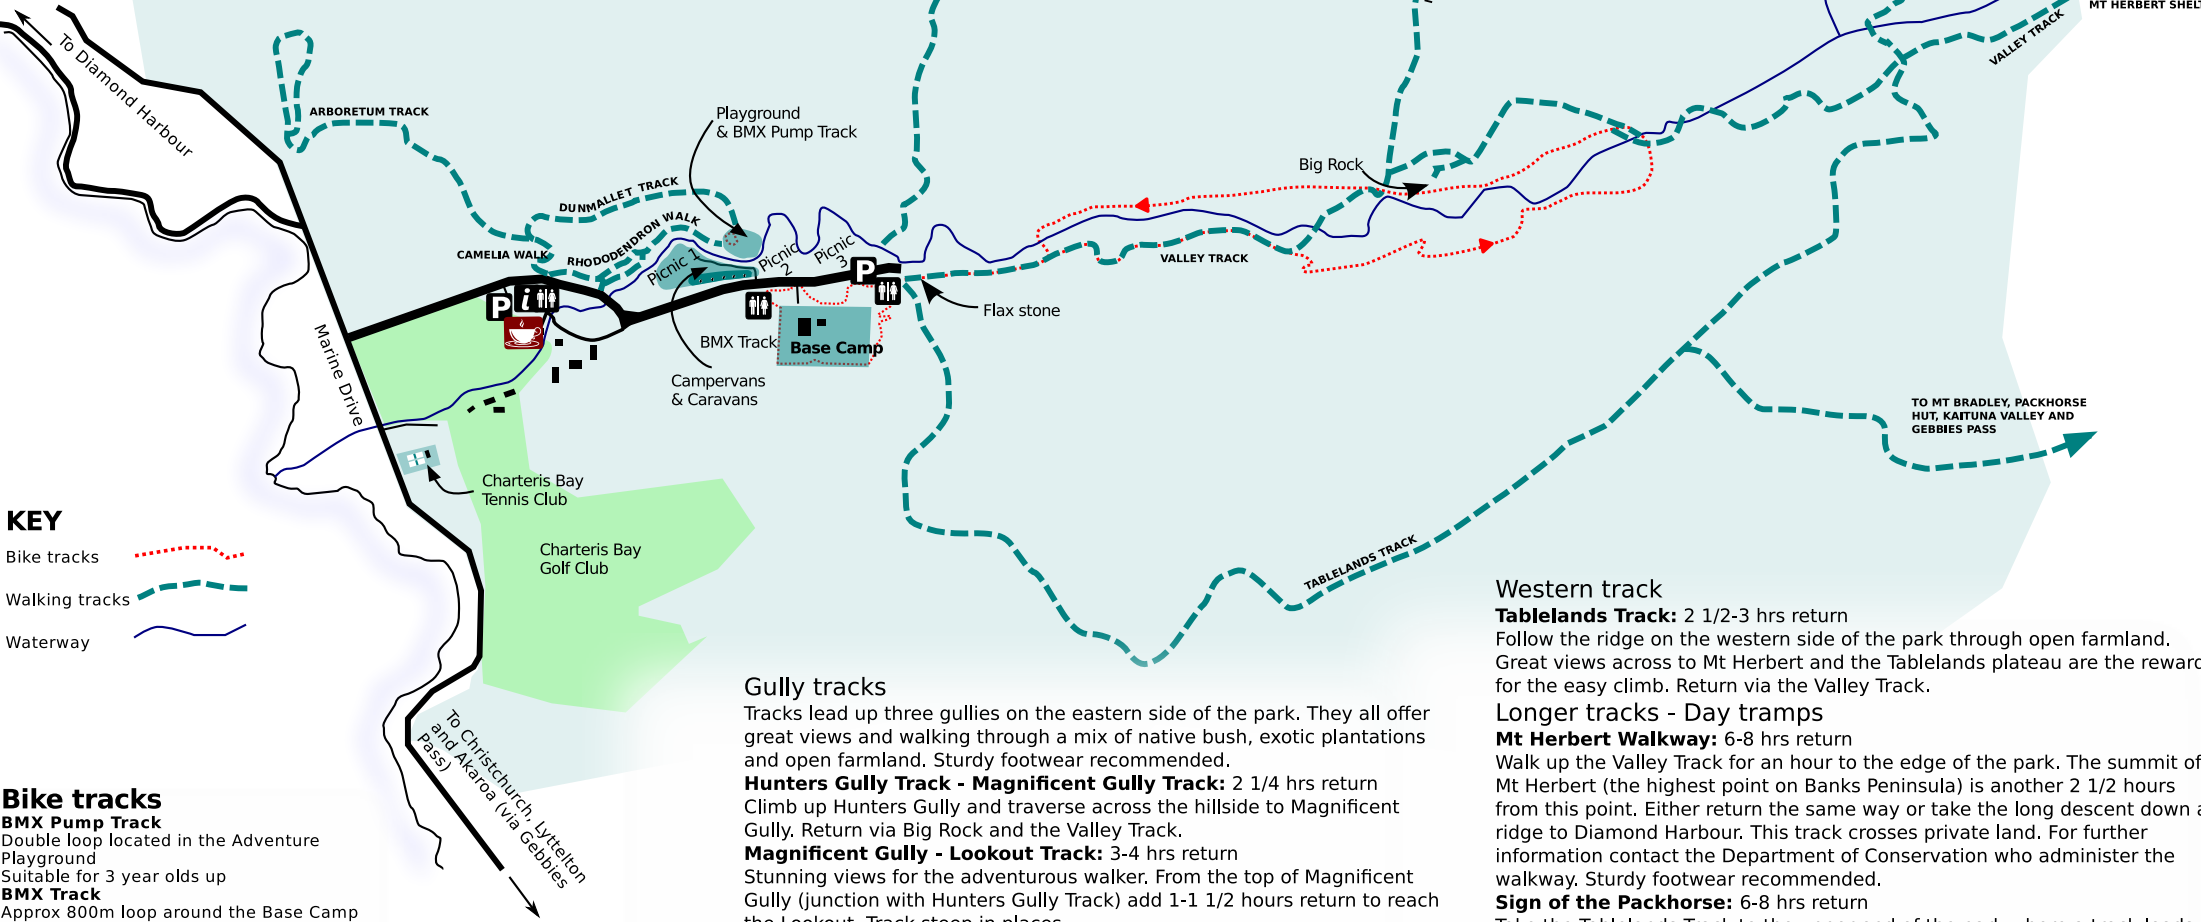 MT HERBERT
VALLEY TRACK
To Diamond Harbour
ARBORETUM TRACK
Playground
& BMX Pump Track
Big Rock
DUNMALLET TRACK
RHODODENDRON WALK
CAMELIA WALK
Picnic 1
Picnic
2
Picnic
3
P
VALLEY TRACK
P
i
Flax stone
Marine Drive
BMX Track
Base Camp
Campervans
& Caravans
TO MT BRADLEY, PACKHORSE
HUT, KAITUNA VALLEY AND
GEBBIES PASS
Charteris Bay
Tennis Club
Charteris Bay
Golf Club
TABLELANDS TRACK
KEY
Bike tracks
Walking tracks
Waterway
To Christchurch, Lyttelton
and Akaroa (via Gebbies
Pass)
Bike tracks
BMX Pump Track
Double loop located in the Adventure
Playground
Suitable for 3 year olds up
BMX Track
Approx 800m loop around the Base Camp
Gully tracks
Tracks lead up three gullies on the eastern side of the park. They all offer
great views and walking through a mix of native bush, exotic plantations
and open farmland. Sturdy footwear recommended.
Hunters Gully Track - Magnificent Gully Track: 2 1/4 hrs return
Climb up Hunters Gully and traverse across the hillside to Magnificent
Gully. Return via Big Rock and the Valley Track.
Magnificent Gully - Lookout Track: 3-4 hrs return
Stunning views for the adventurous walker. From the top of Magnificent
Gully (junction with Hunters Gully Track) add 1-1 1/2 hours return to reach
the Lookout. Track steep in places.
Western track
Tablelands Track: 2 1/2-3 hrs return
Follow the ridge on the western side of the park through open farmland.
Great views across to Mt Herbert and the Tablelands plateau are the reward
for the easy climb. Return via the Valley Track.
Longer tracks - Day tramps
Mt Herbert Walkway: 6-8 hrs return
Walk up the Valley Track for an hour to the edge of the park. The summit of
Mt Herbert (the highest point on Banks Peninsula) is another 2 1/2 hours
from this point. Either return the same way or take the long descent down a
ridge to Diamond Harbour. This track crosses private land. For further
information contact the Department of Conservation who administer the
walkway. Sturdy footwear recommended.
Sign of the Packhorse: 6-8 hrs return